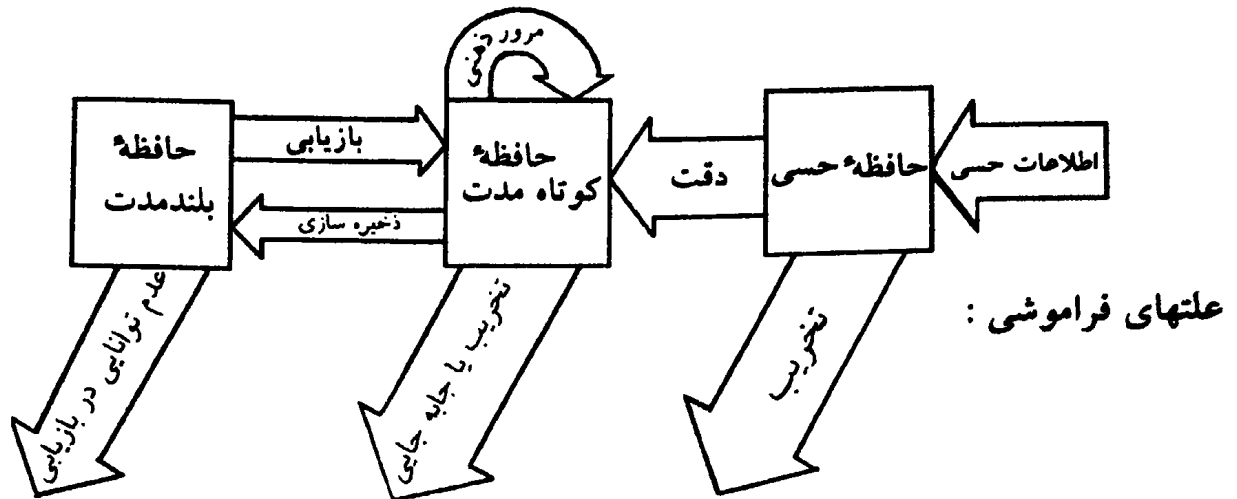 مرور ذهنی
اطلاعات حسی
حافظهٔ حسی
دقت
حافظهٔ
کوتاه مدت
بازیابی
ذخیره سازی
حافظهٔ
بلندمدت
علتهای فراموشی :
تخریب
تخریب یا جابه جایی
عدم توانایی در بازیابی